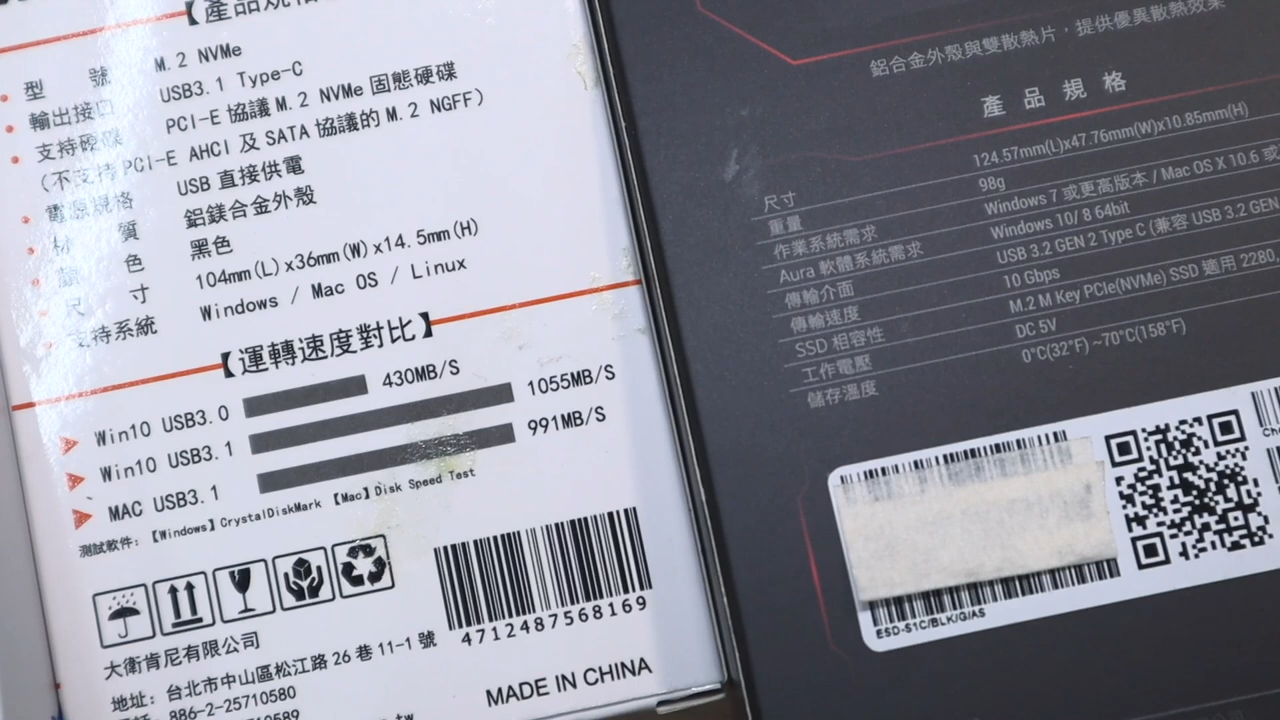 【產品規格
型號 M.2 NVMe
輸出接口 USB3.1 Type-C
支持硬碟 PCI-E 協議 M.2 NVMe 固態硬碟
（不支持 PCI-E AHCI 及 SATA 協議的 M.2 NGFF）
電源規格 USB 直接供電
材質 鋁鎂合金外殼
顏色 黑色
尺寸 104mm(L)x36mm(W)x14.5mm(H)
支持系統 Windows / Mac OS / Linux
【運轉速度對比】
Win10 USB3.0 430MB/S
Win10 USB3.1 1055MB/S
MAC USB3.1 991MB/S
測試軟件：【Windows】CrystalDiskMark 【Mac】Disk Speed Test
大衛肯尼有限公司
地址：台北市中山區松江路 26 巷 11-1 號
886-2-25710580
4712487568169
MADE IN CHINA
鋁合金外殼與雙散熱片，提供優異散熱效果
產品規格
尺寸 124.57mm(L)x47.76mm(W)x10.85mm(H)
重量 98g
作業系統需求 Windows 7 或更高版本 / Mac OS X 10.6 或
Aura 軟體系統需求 Windows 10/ 8 64bit
傳輸介面 USB 3.2 GEN 2 Type C (兼容 USB 3.2 GEN
傳輸速度 10 Gbps
SSD 相容性 M.2 M Key PCIe(NVMe) SSD 適用 2280,
工作電壓 DC 5V
儲存溫度 0°C(32°F) ~70°C(158°F)
ESD-S1C/BLK/G/AS